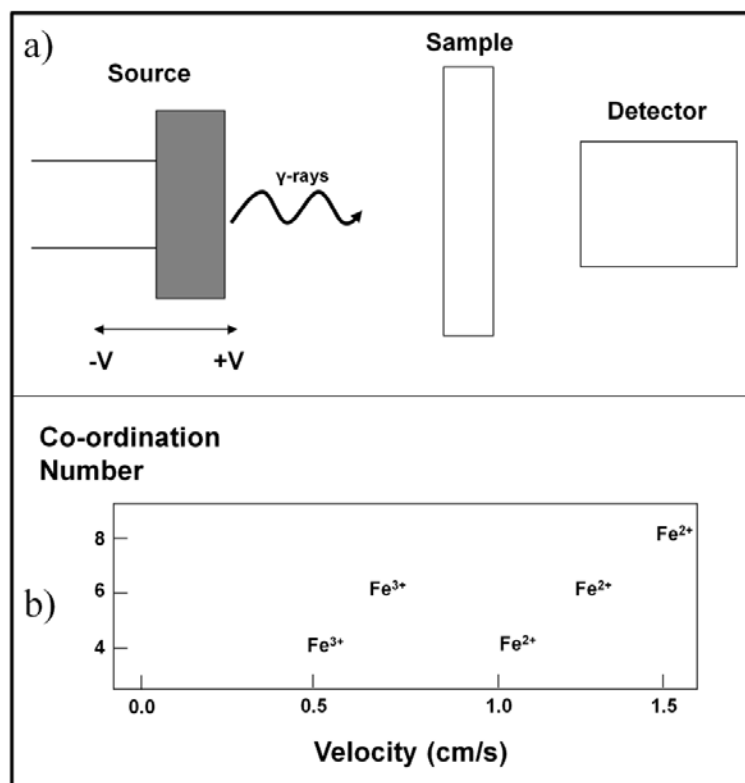 a)
Source
Sample
Detector
γ-rays
-V
+V
Co-ordination
Number
b)
8
Fe²⁺
6
Fe³⁺
Fe²⁺
4
Fe³⁺
Fe²⁺
0.0
0.5
1.0
1.5
Velocity (cm/s)